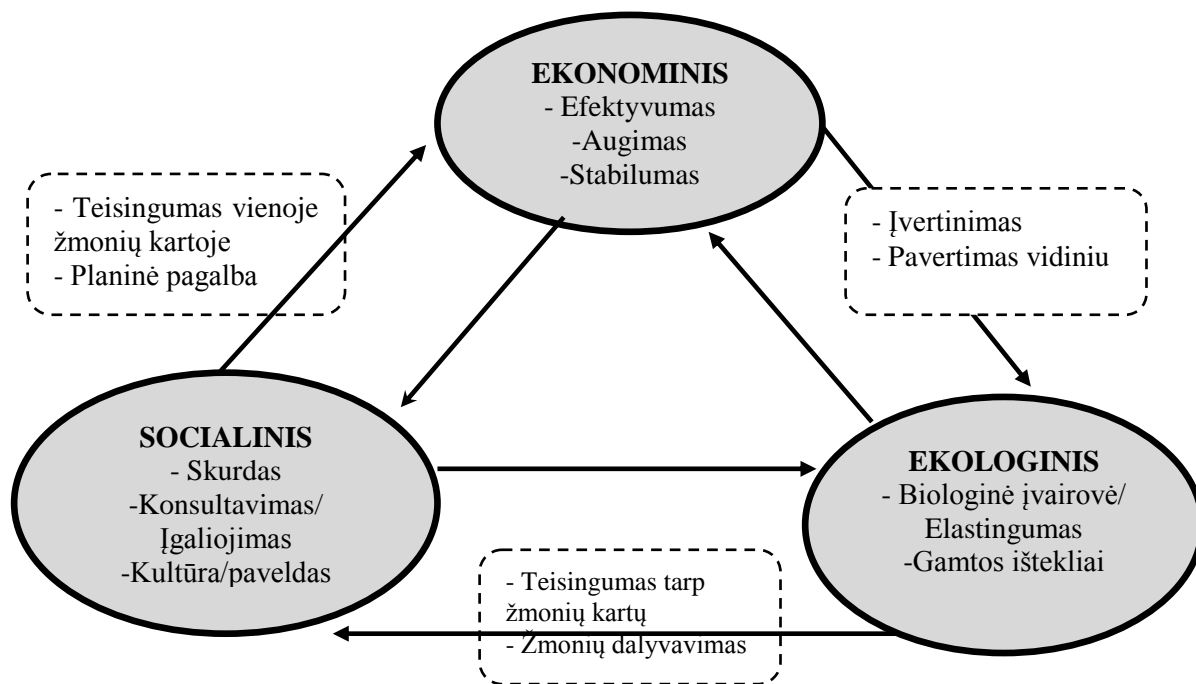 EKONOMINIS
- Efektyvumas
-Augimas
-Stabilumas
- Teisingumas vienoje
žmonių kartoje
- Planinė pagalba
- Įvertinimas
- Pavertimas vidiniu
SOCIALINIS
- Skurdas
-Konsultavimas/
Įgaliojimas
-Kultūra/paveldas
EKOLOGINIS
- Biologinė įvairovė/
Elastingumas
-Gamtos ištekliai
- Teisingumas tarp
žmonių kartų
- Žmonių dalyvavimas